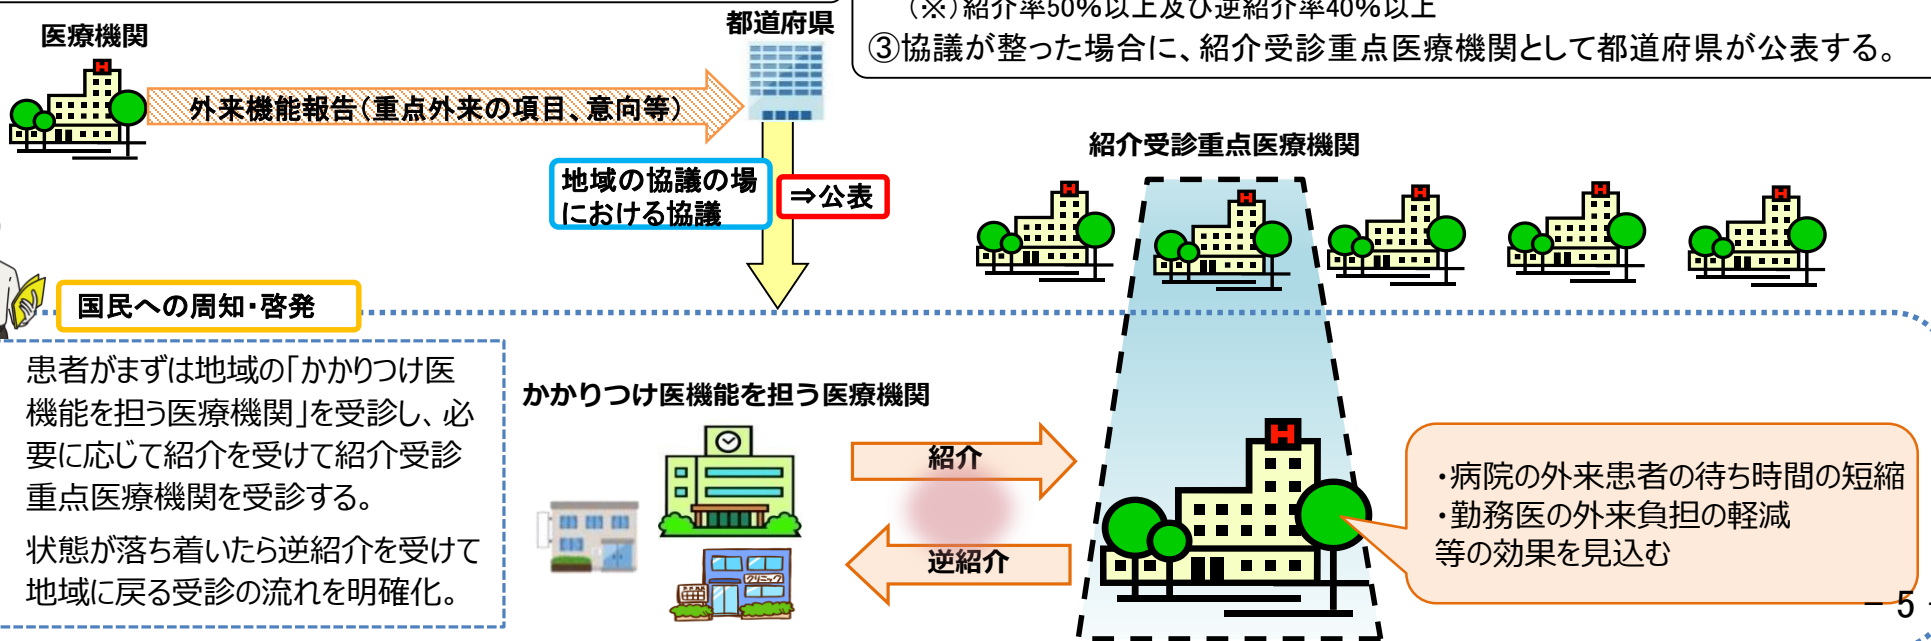 (※)紹介率50%以上及び逆紹介率40%以上
③協議が整った場合に、紹介受診重点医療機関として都道府県が公表する。
都道府県
医療機関
外来機能報告(重点外来の項目、意向等)
地域の協議の場
における協議
⇒公表
紹介受診重点医療機関
H
H
H
H
H
H
国民への周知・啓発
患者がまずは地域の「かかりつけ医
機能を担う医療機関」を受診し、必
要に応じて紹介を受けて紹介受診
重点医療機関を受診する。
状態が落ち着いたら逆紹介を受けて
地域に戻る受診の流れを明確化。
かかりつけ医機能を担う医療機関
クリニック
紹介
逆紹介
H
・病院の外来患者の待ち時間の短縮
・勤務医の外来負担の軽減
等の効果を見込む
- 5 -